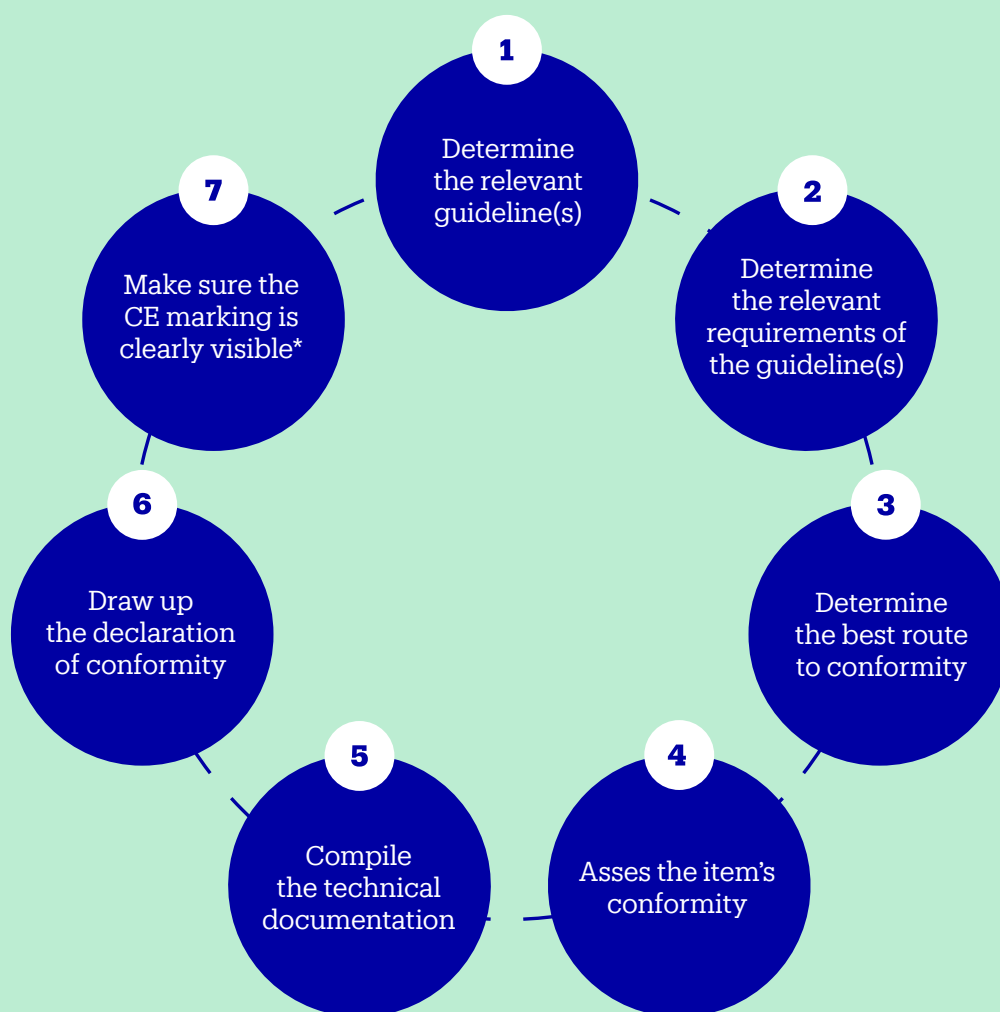 1
Determine
the relevant
guideline(s)
2
Determine
the relevant
requirements of
the guideline(s)
3
Determine
the best route
to conformity
4
Asses the item’s
conformity
5
Compile
the technical
documentation
6
Draw up
the declaration
of conformity
7
Make sure the
CE marking is
clearly visible*